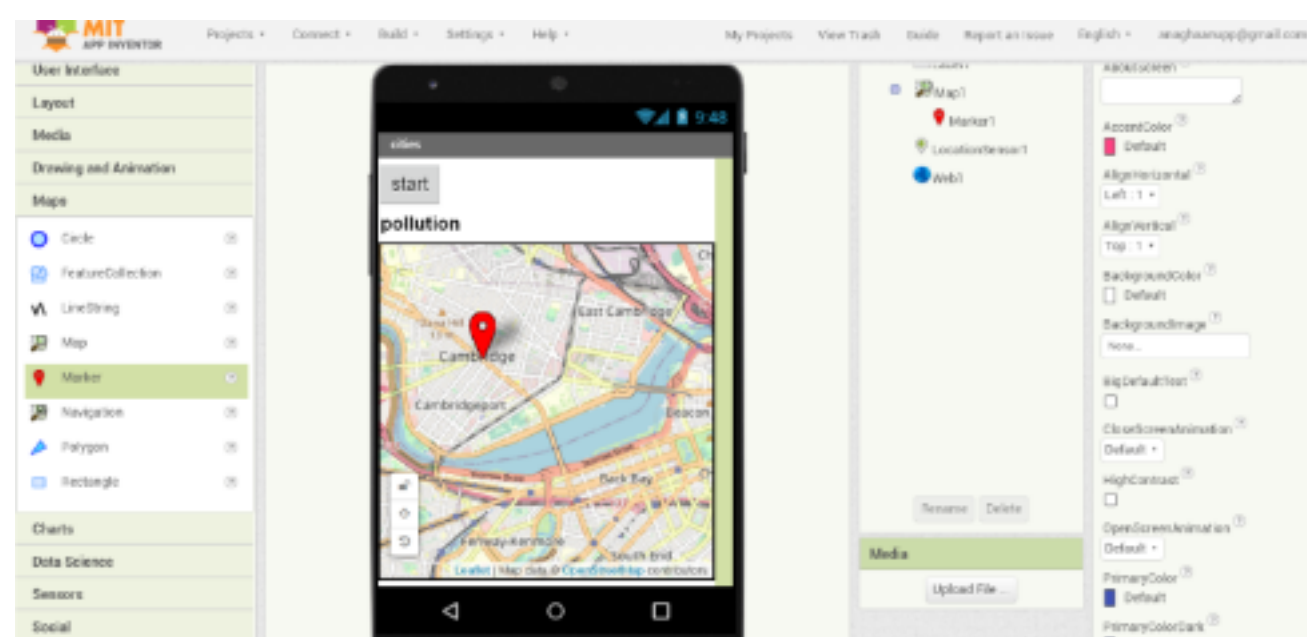 MIT
APP INVENTOR
Projects Connect Build Settings Help My Projects View Trash Guide Report an Issue English
User Interface
Layout
Media
Drawing and Animation
Maps
Circle
FeatureCollection
LineString
Map
Marker
Navigation
Polygon
Rectangle
Charts
Data Science
Sensors
Social
9:48
cities
start
pollution
East Cambridge
Cambridge
Cambridgeport
Beacon
Back Bay
Fenway-Kenmore
South End
Leaflet | Map data © OpenStreetMap contributors
Map1
Marker1
LocationSensor1
Web1
Rename Delete
Media
Upload File ...
AboutScreen
AccentColor
Default
AlignHorizontal
Left : 1
AlignVertical
Top : 1
BackgroundColor
Default
BackgroundImage
None...
BigDefaultText
CloseScreenAnimation
Default
HighContrast
OpenScreenAnimation
Default
PrimaryColor
Default
PrimaryColorDark